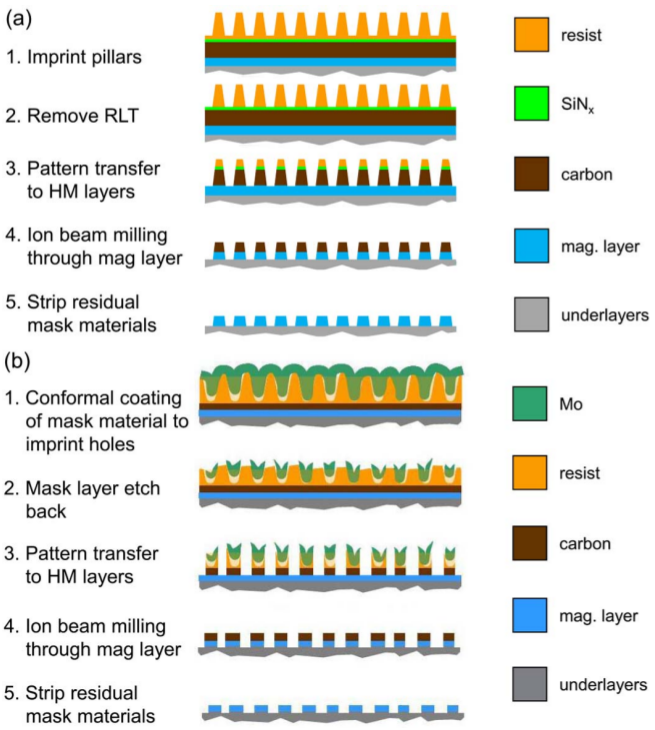 (a)
1. Imprint pillars
2. Remove RLT
3. Pattern transfer
to HM layers
4. Ion beam milling
through mag layer
5. Strip residual
mask materials
resist
SiNx
carbon
mag. layer
underlayers
(b)
1. Conformal coating
of mask material to
imprint holes
2. Mask layer etch
back
3. Pattern transfer
to HM layers
4. Ion beam milling
through mag layer
5. Strip residual
mask materials
Mo
resist
carbon
mag. layer
underlayers